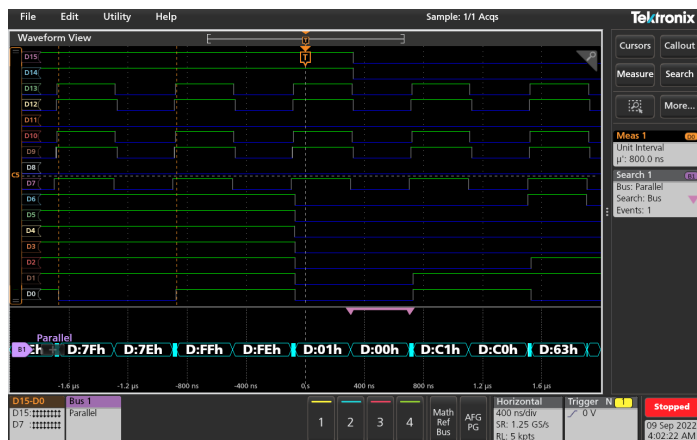 File Edit Utility Help Sample: 1/1 Acqs Tektronix
Waveform View
U
T
D15
D14
D13
D12
D11
D10
D9
D8
C5
D7
D6
D5
D4
D3
D2
D1
D0
Parallel
B1 Eh D:7Fh D:7Eh D:FFh D:FEh D:01h D:00h D:C1h D:C0h D:63h
-1.6 µs -1.2 µs -800 ns -400 ns 0 s 400 ns 800 ns 1.2 µs 1.6 µs
Cursors Callout
Measure Search
More...
Meas 1 D0
Unit Interval
µ': 800.0 ns
Search 1 B1
Bus: Parallel
Search: Bus
Events: 1
D15-D0
D15:
D7 :
Bus 1
Parallel
1 2 3 4
Math
Ref
Bus
AFG
PG
Horizontal
400 ns/div
SR: 1.25 GS/s
RL: 5 kpts
Trigger N 1
0 V
Stopped
09 Sep 2022
4:02:22 AM